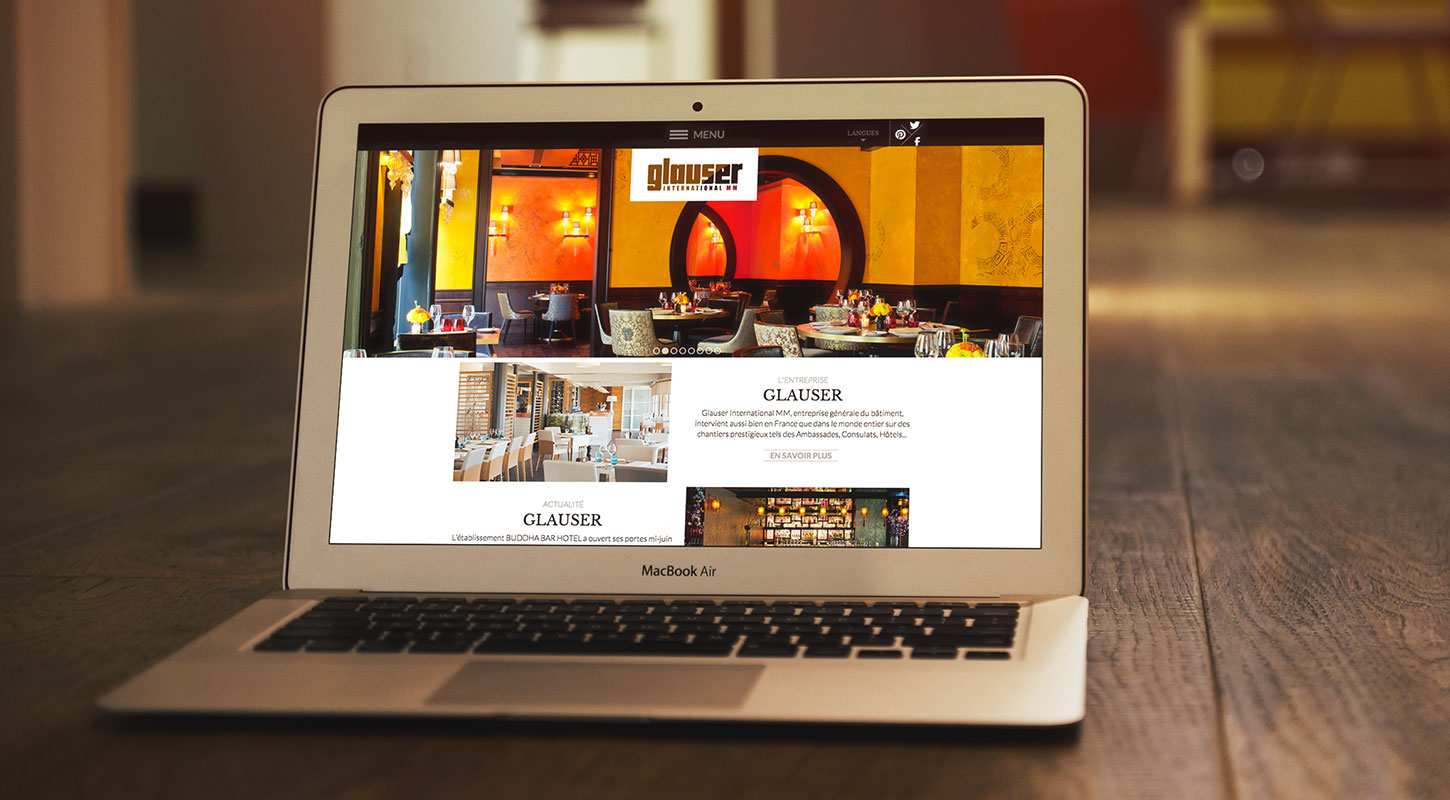 MENU
LANGUES
glauser
INTERNATIONAL MM
L'ENTREPRISE
GLAUSER
Glauser International MM, entreprise générale du bâtiment,
intervient aussi bien en France que dans le monde entier sur des
chantiers prestigieux tels des Ambassades, Consulats, Hôtels...
EN SAVOIR PLUS
ACTUALITÉ
GLAUSER
L'établissement BUDDHA BAR HOTEL a ouvert ses portes mi-juin
MacBook Air